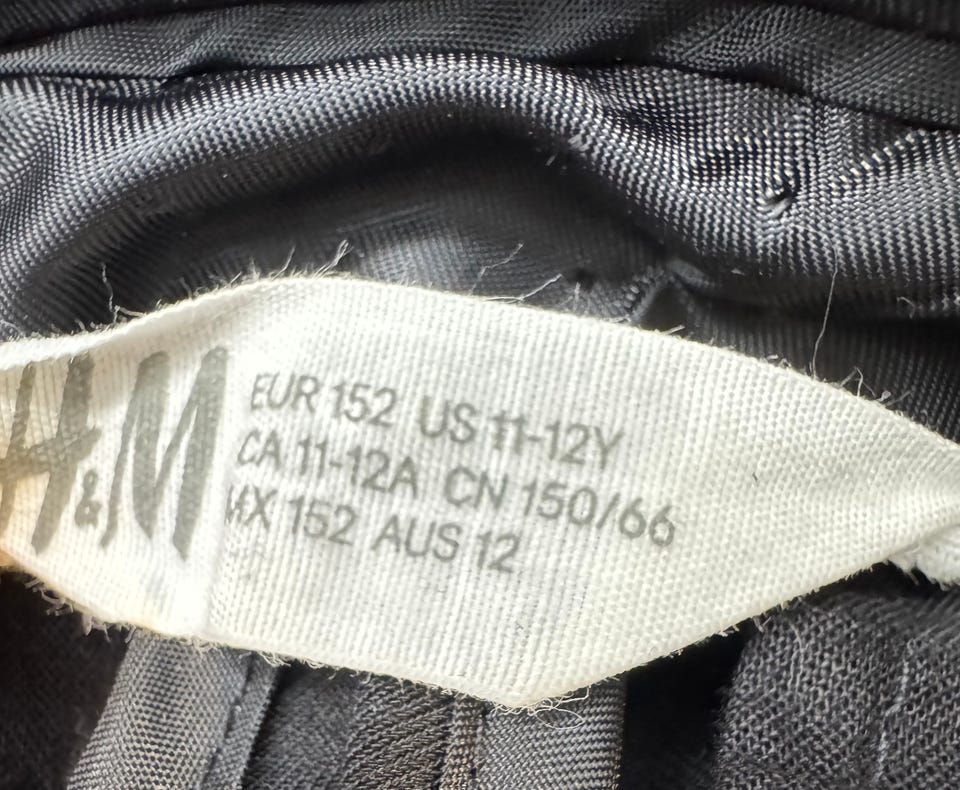 H&M
EUR 152 US 11-12Y
CA 11-12A CN 150/66
MX 152 AUS 12